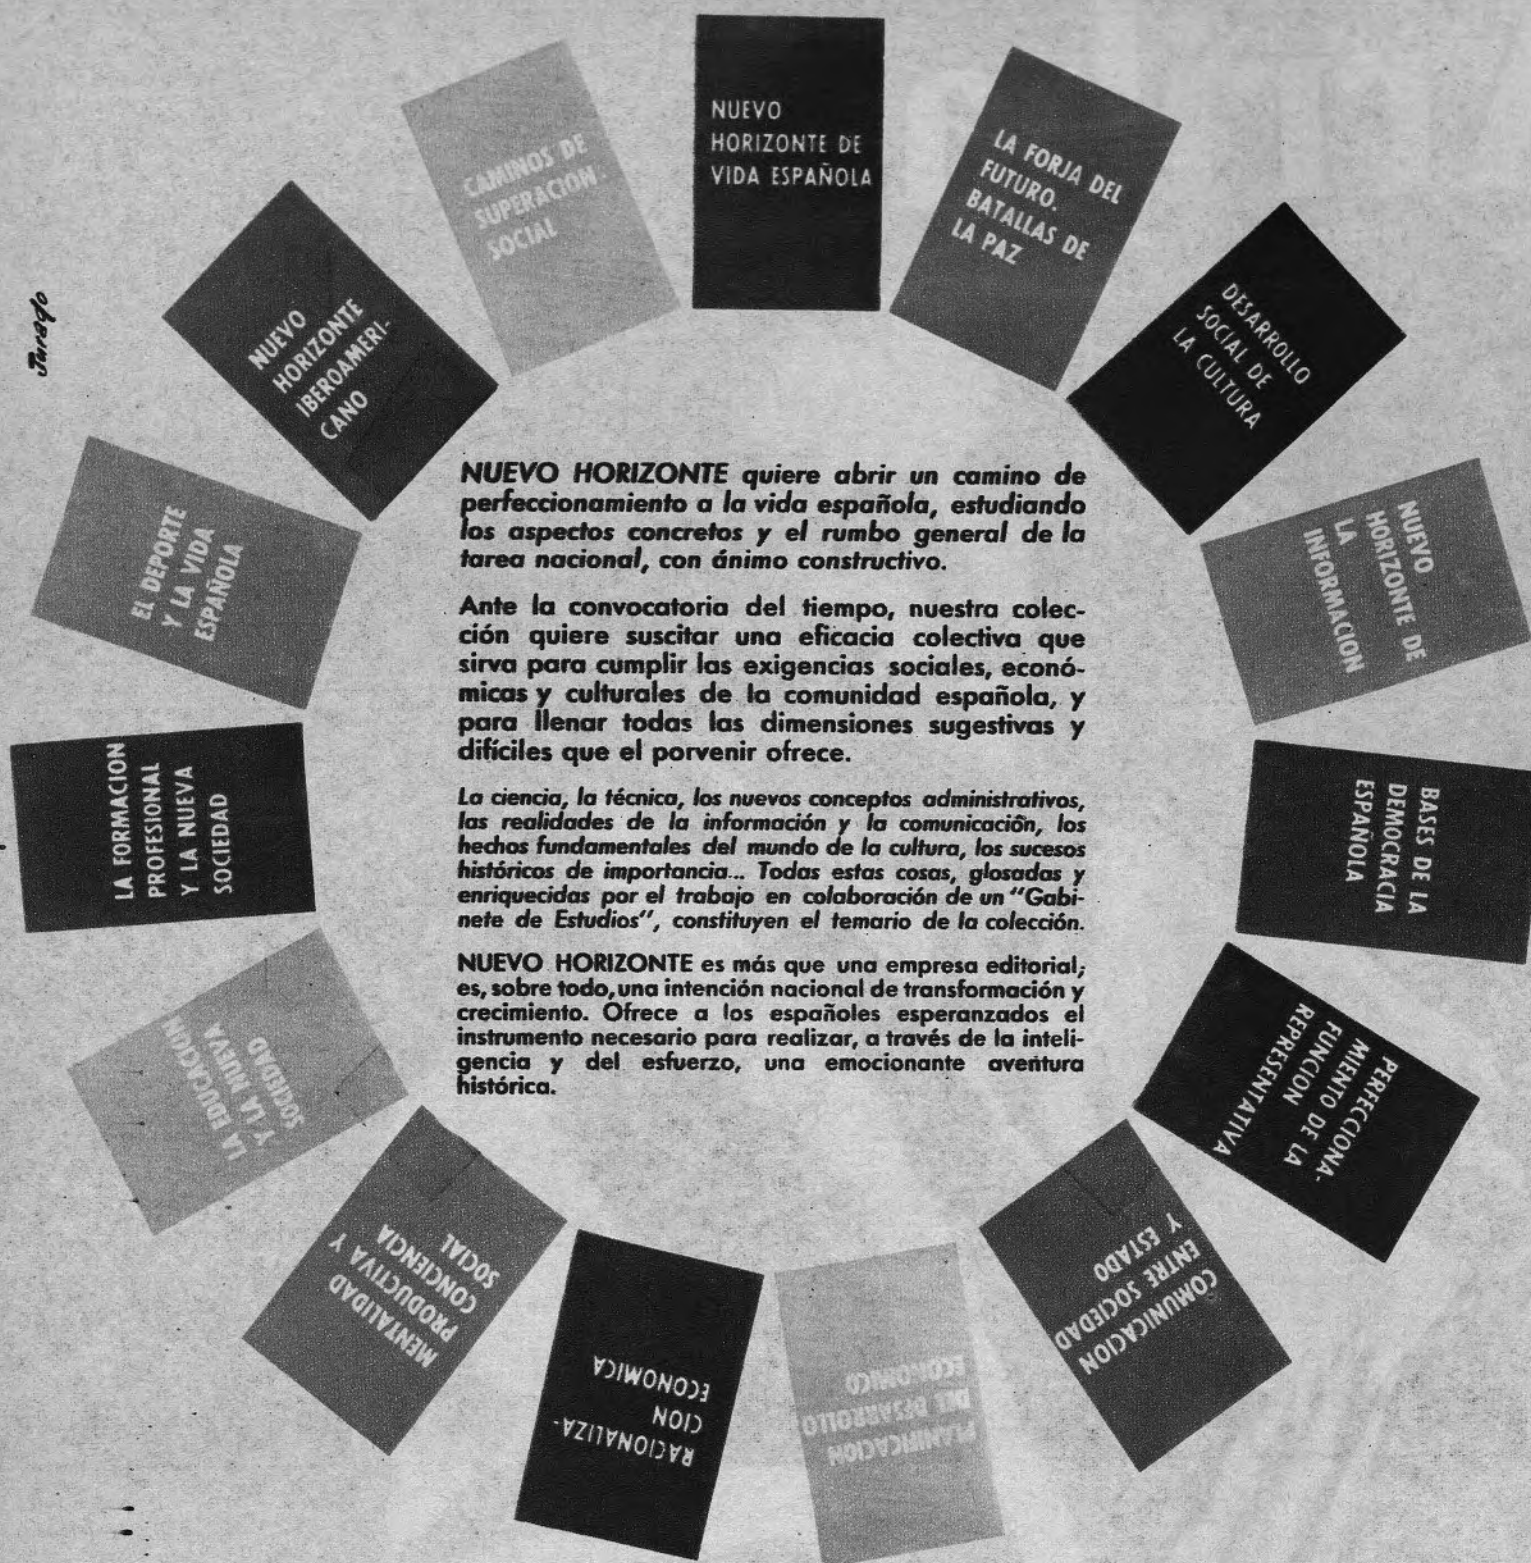 NUEVO
HORIZONTE DE
VIDA ESPAÑOLA
LA FORJA DEL
FUTURO.
BATALLAS DE
LA PAZ
DESARROLLO
SOCIAL DE
LA CULTURA
NUEVO
HORIZONTE DE
LA
INFORMACION
BASES DE LA
DEMOCRACIA
ESPAÑOLA
PERFECCIONA-
MIENTO DE LA
FUNCION
REPRESENTATIVA
COMUNICACION
ENTRE SOCIEDAD
Y ESTADO
PLANIFICACION
DEL DESARROLLO
ECONOMICO
RACIONALIZA-
CION
ECONOMICA
MENTALIDAD
PRODUCTIVA Y
CONCIENCIA
SOCIAL
LA EDUCACION
Y LA NUEVA
SOCIEDAD
LA FORMACION
PROFESIONAL
Y LA NUEVA
SOCIEDAD
EL DEPORTE
Y LA VIDA
ESPAÑOLA
NUEVO
HORIZONTE
IBEROAMERI-
CANO
CAMINOS DE
SUPERACION
SOCIAL
Jurado
NUEVO HORIZONTE quiere abrir un camino de
perfeccionamiento a la vida española, estudiando
los aspectos concretos y el rumbo general de la
tarea nacional, con ánimo constructivo.
Ante la convocatoria del tiempo, nuestra colec-
ción quiere suscitar una eficacia colectiva que
sirva para cumplir las exigencias sociales, econó-
micas y culturales de la comunidad española, y
para llenar todas las dimensiones sugestivas y
difíciles que el porvenir ofrece.
La ciencia, la técnica, los nuevos conceptos administrativos,
las realidades de la información y la comunicación, los
hechos fundamentales del mundo de la cultura, los sucesos
históricos de importancia... Todas estas cosas, glosadas y
enriquecidas por el trabajo en colaboración de un "Gabi-
nete de Estudios", constituyen el temario de la colección.
NUEVO HORIZONTE es más que una empresa editorial;
es, sobre todo, una intención nacional de transformación y
crecimiento. Ofrece a los españoles esperanzados el
instrumento necesario para realizar, a través de la inteli-
gencia y del esfuerzo, una emocionante aventura
histórica.